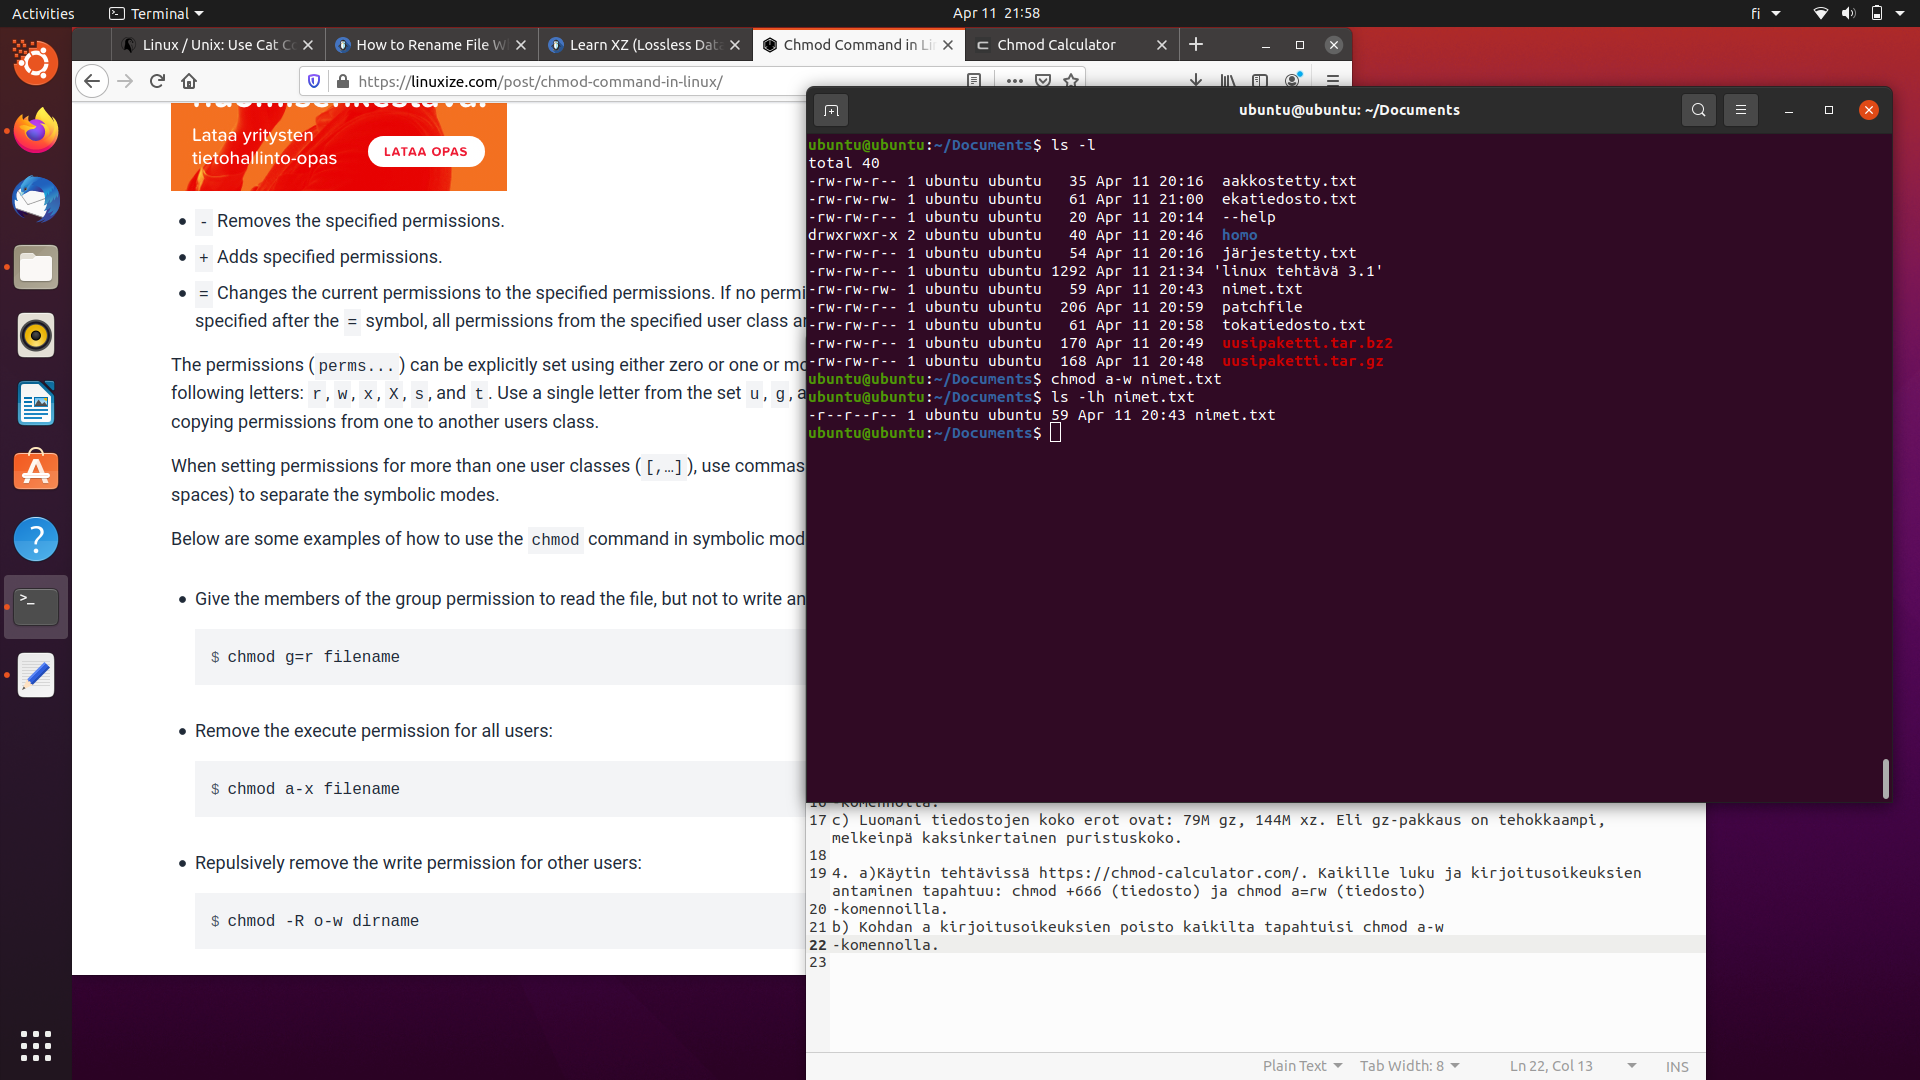 Activities
Terminal
Apr 11 21:58
fi
Linux / Unix: Use Cat Co
How to Rename File W
Learn XZ (Lossless Data
Chmod Command in Li
Chmod Calculator
https://linuxize.com/post/chmod-command-in-linux/
Lataa yritysten
tietohallinto-opas
LATAA OPAS
- Removes the specified permissions.
+ Adds specified permissions.
= Changes the current permissions to the specified permissions. If no permi
specified after the = symbol, all permissions from the specified user class a
The permissions ( perms... ) can be explicitly set using either zero or one or mo
following letters: r, w, x, X, s, and t. Use a single letter from the set u, g,
copying permissions from one to another users class.
When setting permissions for more than one user classes ( [,…] ), use commas
spaces) to separate the symbolic modes.
Below are some examples of how to use the chmod command in symbolic mod
Give the members of the group permission to read the file, but not to write an
$ chmod g=r filename
Remove the execute permission for all users:
$ chmod a-x filename
Repulsively remove the write permission for other users:
$ chmod -R o-w dirname
ubuntu@ubuntu: ~/Documents
ubuntu@ubuntu:~/Documents$ ls -l
total 40
-rw-rw-r-- 1 ubuntu ubuntu   35 Apr 11 20:16  aakkostetty.txt
-rw-rw-rw- 1 ubuntu ubuntu   61 Apr 11 21:00  ekatiedosto.txt
-rw-rw-r-- 1 ubuntu ubuntu   20 Apr 11 20:14  --help
drwxrwxr-x 2 ubuntu ubuntu   40 Apr 11 20:46  homo
-rw-rw-r-- 1 ubuntu ubuntu   54 Apr 11 20:16  järjestetty.txt
-rw-rw-r-- 1 ubuntu ubuntu 1292 Apr 11 21:34 'linux tehtävä 3.1'
-rw-rw-rw- 1 ubuntu ubuntu   59 Apr 11 20:43  nimet.txt
-rw-rw-r-- 1 ubuntu ubuntu  206 Apr 11 20:59  patchfile
-rw-rw-r-- 1 ubuntu ubuntu   61 Apr 11 20:58  tokatiedosto.txt
-rw-rw-r-- 1 ubuntu ubuntu  170 Apr 11 20:49  uusipaketti.tar.bz2
-rw-rw-r-- 1 ubuntu ubuntu  168 Apr 11 20:48  uusipaketti.tar.gz
ubuntu@ubuntu:~/Documents$ chmod a-w nimet.txt
ubuntu@ubuntu:~/Documents$ ls -lh nimet.txt
-r--r--r-- 1 ubuntu ubuntu 59 Apr 11 20:43 nimet.txt
ubuntu@ubuntu:~/Documents$
16 -komennolla.
17 c) Luomani tiedostojen koko erot ovat: 79M gz, 144M xz. Eli gz-pakkaus on tehokkaampi,
melkeinpä kaksinkertainen puristuskoko.
18
19 4. a)Käytin tehtävissä https://chmod-calculator.com/. Kaikille luku ja kirjoitusoikeuksien
antaminen tapahtuu: chmod +666 (tiedosto) ja chmod a=rw (tiedosto)
20 -komennoilla.
21 b) Kohdan a kirjoitusoikeuksien poisto kaikilta tapahtuisi chmod a-w
22 -komennolla.
23
Plain Text
Tab Width: 8
Ln 22, Col 13
INS